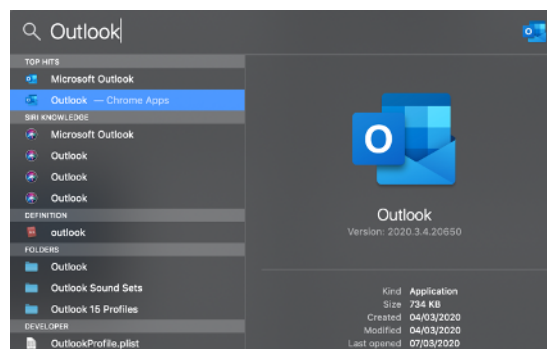 Outlook
TOP HITS
Microsoft Outlook
Outlook — Chrome Apps
SIRI KNOWLEDGE
Microsoft Outlook
Outlook
Outlook
Outlook
DEFINITION
outlook
FOLDERS
Outlook
Outlook Sound Sets
Outlook 15 Profiles
DEVELOPER
OutlookProfile.plist
O
Outlook
Version: 2020.3.4.20650
Kind Application
Size 734 KB
Created 04/03/2020
Modified 04/03/2020
Last opened 07/03/2020